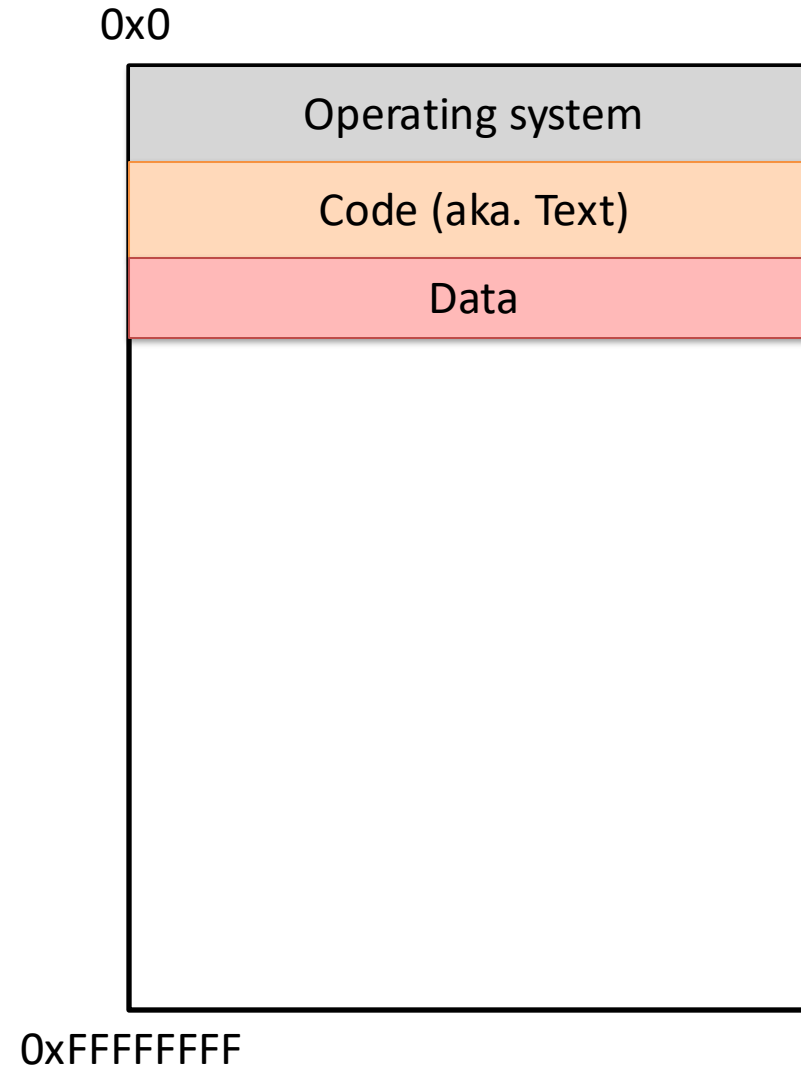 0x0
Operating system
Code (aka. Text)
Data
0xFFFFFFFF